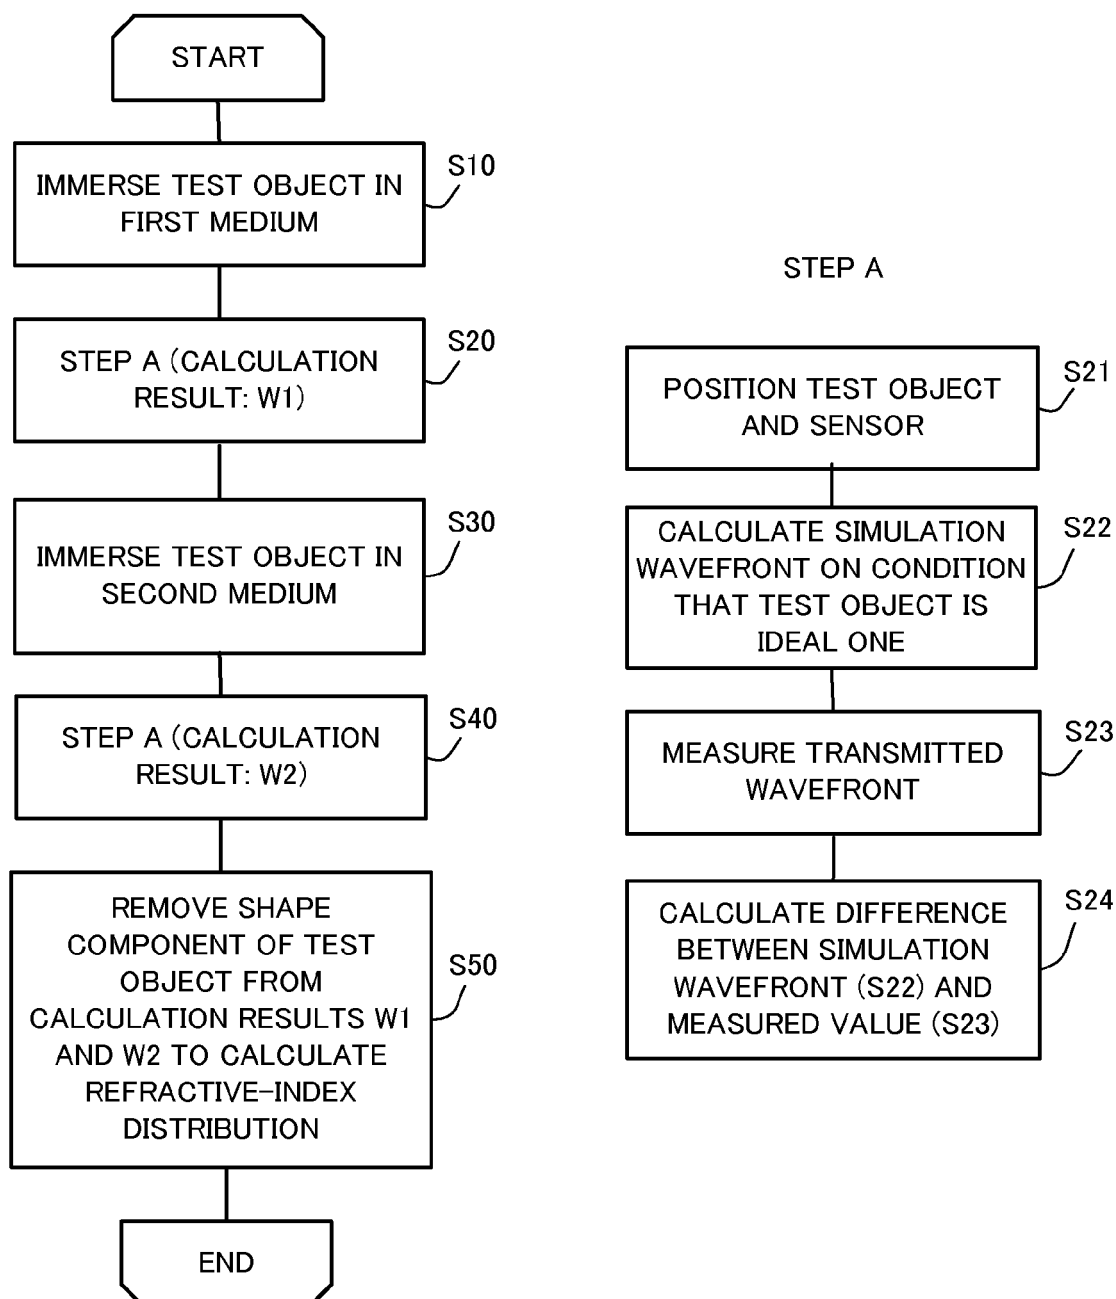 START
IMMERSE TEST OBJECT IN
FIRST MEDIUM
S10
STEP A (CALCULATION
RESULT: W1)
S20
IMMERSE TEST OBJECT IN
SECOND MEDIUM
S30
STEP A (CALCULATION
RESULT: W2)
S40
REMOVE SHAPE
COMPONENT OF TEST
OBJECT FROM
CALCULATION RESULTS W1
AND W2 TO CALCULATE
REFRACTIVE-INDEX
DISTRIBUTION
S50
END
STEP A
POSITION TEST OBJECT
AND SENSOR
S21
CALCULATE SIMULATION
WAVEFRONT ON CONDITION
THAT TEST OBJECT IS
IDEAL ONE
S22
MEASURE TRANSMITTED
WAVEFRONT
S23
CALCULATE DIFFERENCE
BETWEEN SIMULATION
WAVEFRONT (S22) AND
MEASURED VALUE (S23)
S24